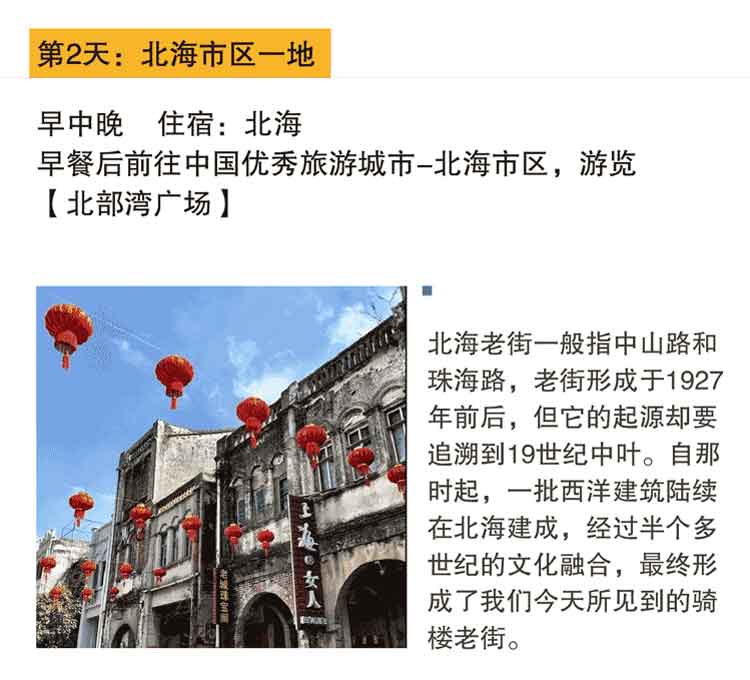 第2天：北海市区一地
早中晚 住宿：北海
早餐后前往中国优秀旅游城市-北海市区，游览
【北部湾广场】
北海老街一般指中山路和
珠海路，老街形成于1927
年前后，但它的起源却要
追溯到19世纪中叶。自那
时起，一批西洋建筑陆续
在北海建成，经过半个多
世纪的文化融合，最终形
成了我们今天所见到的骑
楼老街。
上海女人